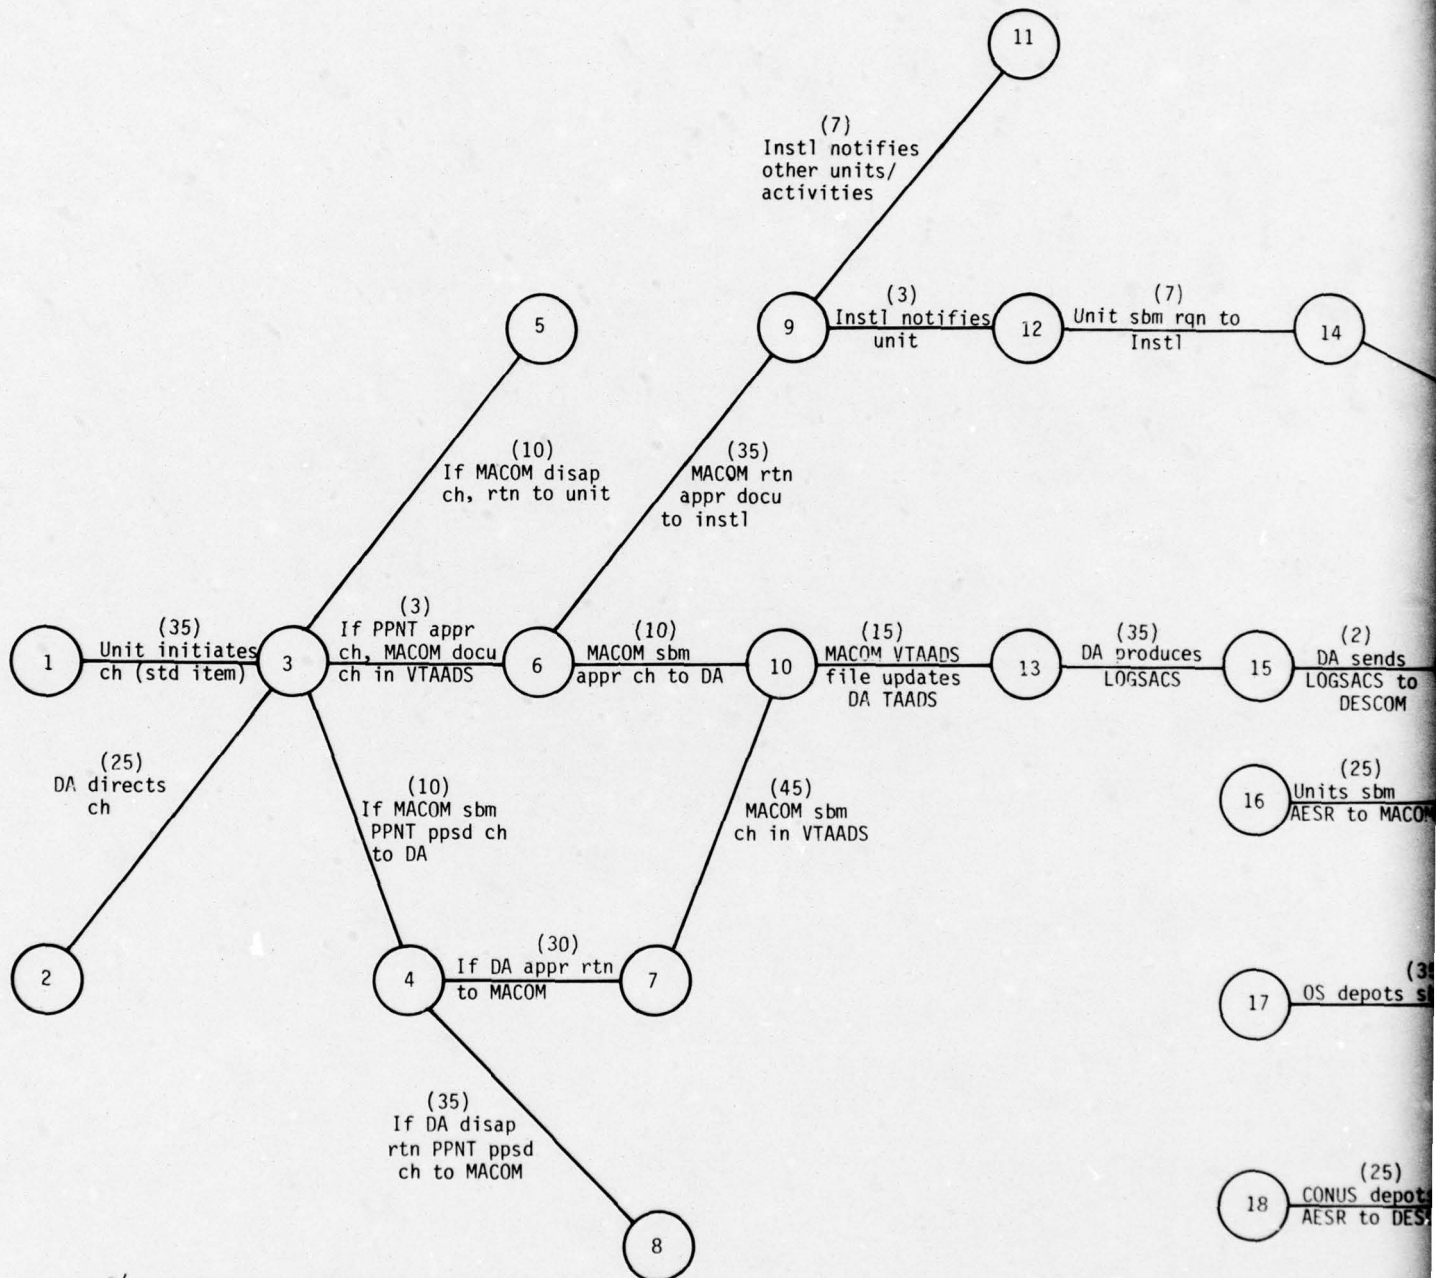 11
(7)
Instl notifies
other units/
activities
5
9
(3)
Instl notifies
unit
12
(7)
Unit sbm rqn to
Instl
14
(10)
If MACOM disap
ch, rtn to unit
(35)
MACOM rtn
appr docu
to instl
1
(35)
Unit initiates
ch (std item)
3
(3)
If PPNT appr
ch, MACOM docu
ch in VTAADS
6
(10)
MACOM sbm
appr ch to DA
10
(15)
MACOM VTAADS
file updates
DA TAADS
13
(35)
DA produces
LOGSACS
15
(2)
DA sends
LOGSACS to
DESCOM
(25)
DA directs
ch
(10)
If MACOM sbm
PPNT ppsd ch
to DA
(45)
MACOM sbm
ch in VTAADS
16
(25)
Units sbm
AESR to MACOM
2
4
(30)
If DA appr rtn
to MACOM
7
17
OS depots
(35)
If DA disap
rtn PPNT ppsd
ch to MACOM
8
18
(25)
CONUS depots
AESR to